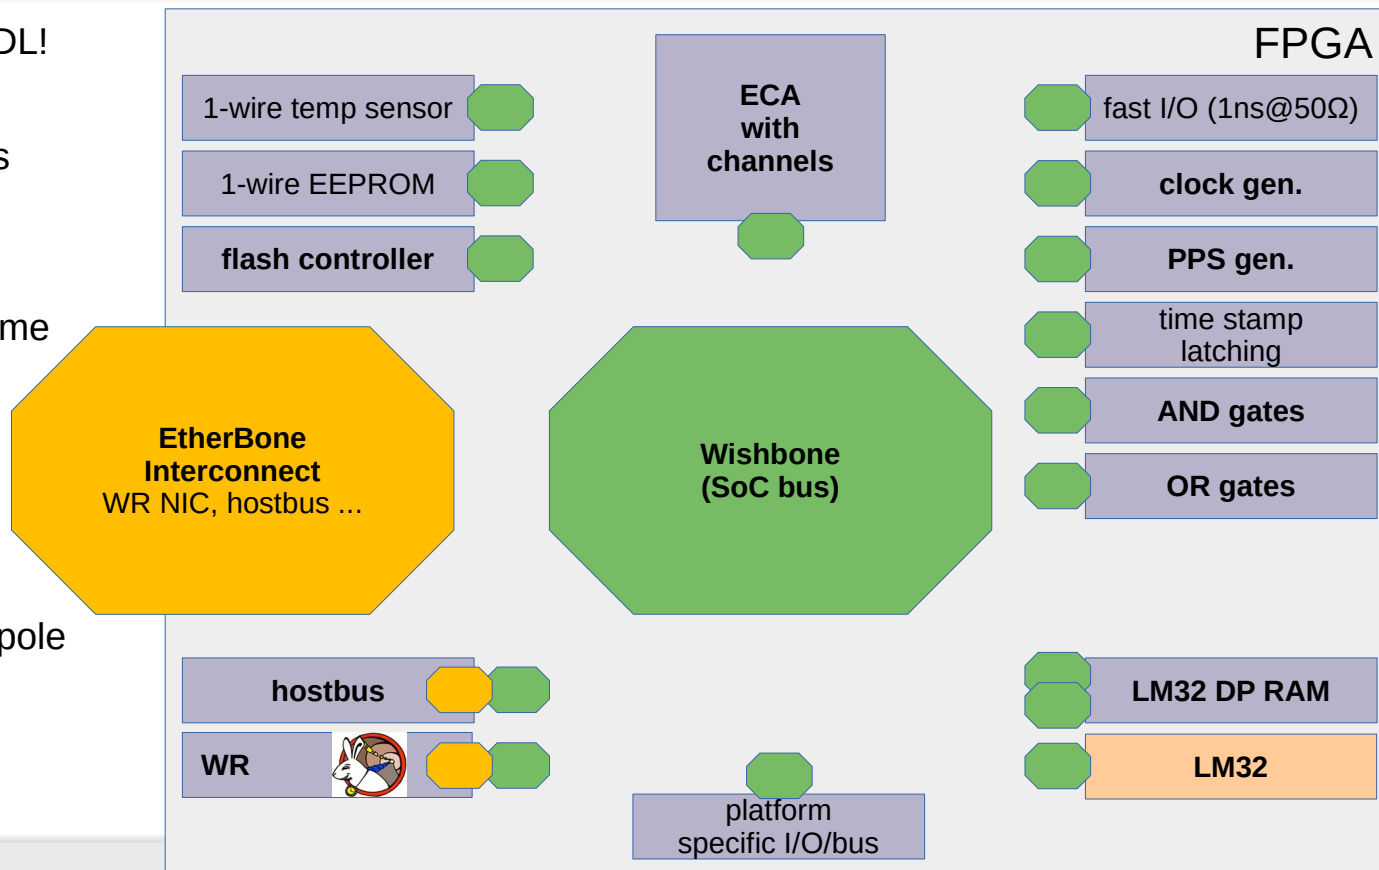 DL!
s
me
pole
FPGA
1-wire temp sensor
1-wire EEPROM
flash controller
ECA
with
channels
fast I/O (1ns@50Ω)
clock gen.
PPS gen.
time stamp
latching
AND gates
OR gates
EtherBone
Interconnect
WR NIC, hostbus ...
Wishbone
(SoC bus)
hostbus
WR
platform
specific I/O/bus
LM32 DP RAM
LM32